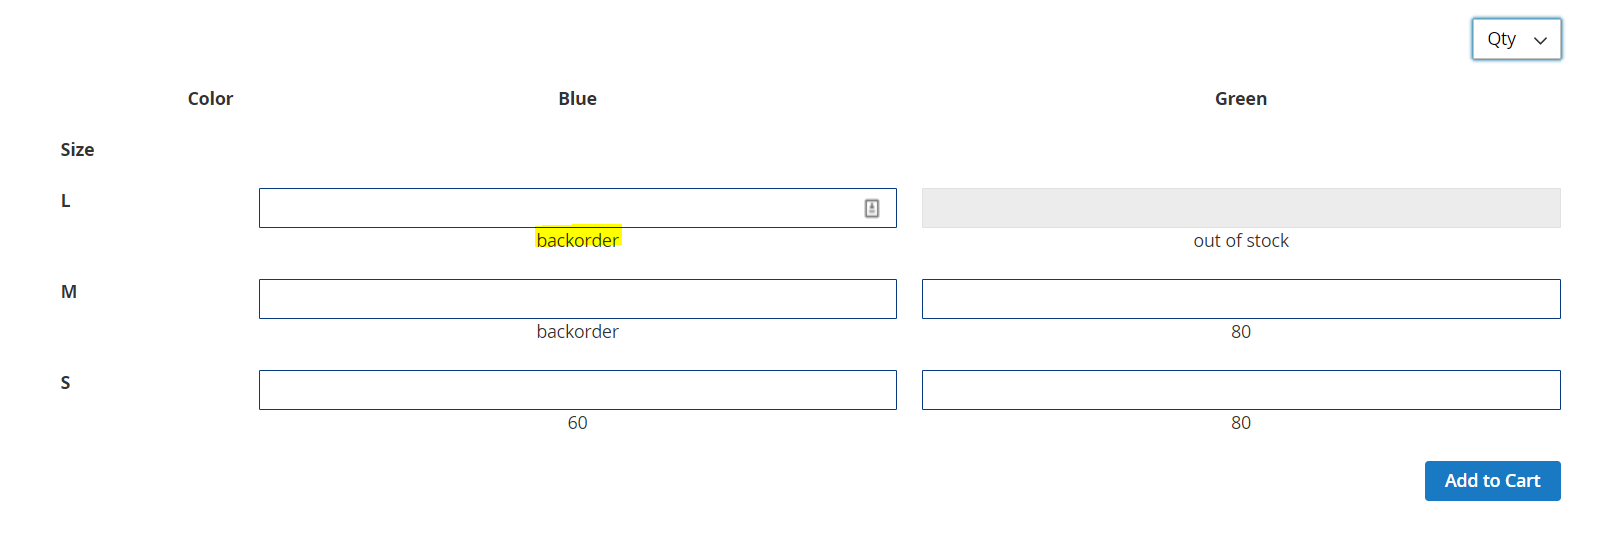 Qty
Color Blue Green
Size
L
backorder out of stock
M
backorder 80
S
60 80
Add to Cart